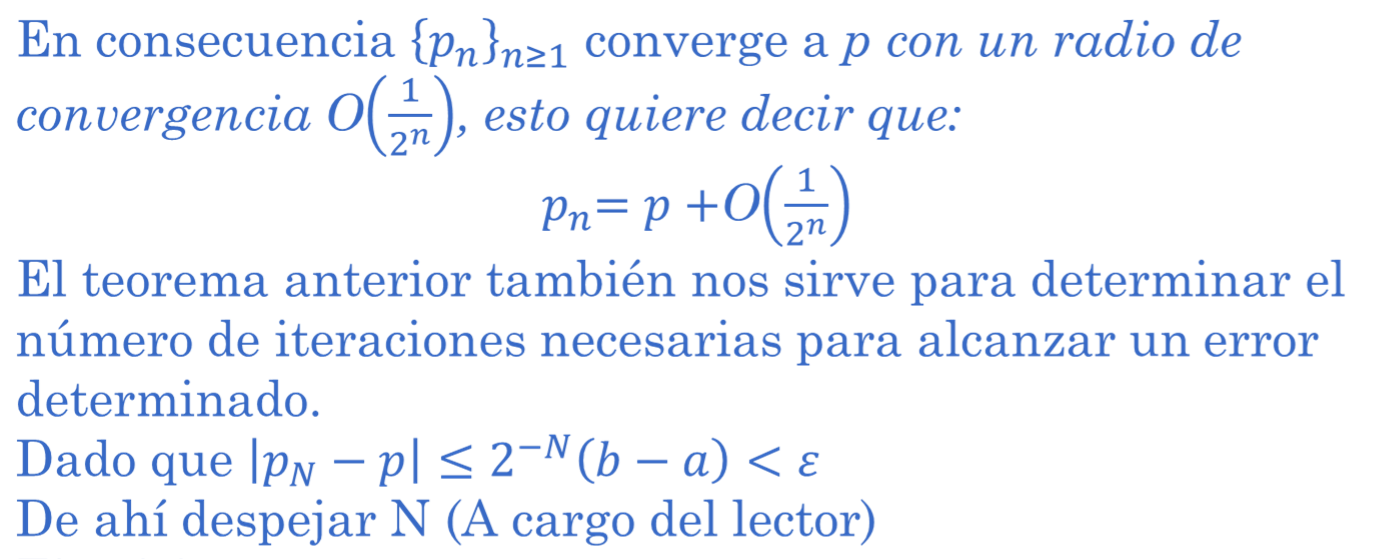 En consecuencia {pₙ}ₙ≥₁ converge a p con un radio de
convergencia O(1/2ⁿ), esto quiere decir que:
pₙ= p +O(1/2ⁿ)
El teorema anterior también nos sirve para determinar el
número de iteraciones necesarias para alcanzar un error
determinado.
Dado que |p_N − p| ≤ 2^−N (b − a) < ε
De ahí despejar N (A cargo del lector)